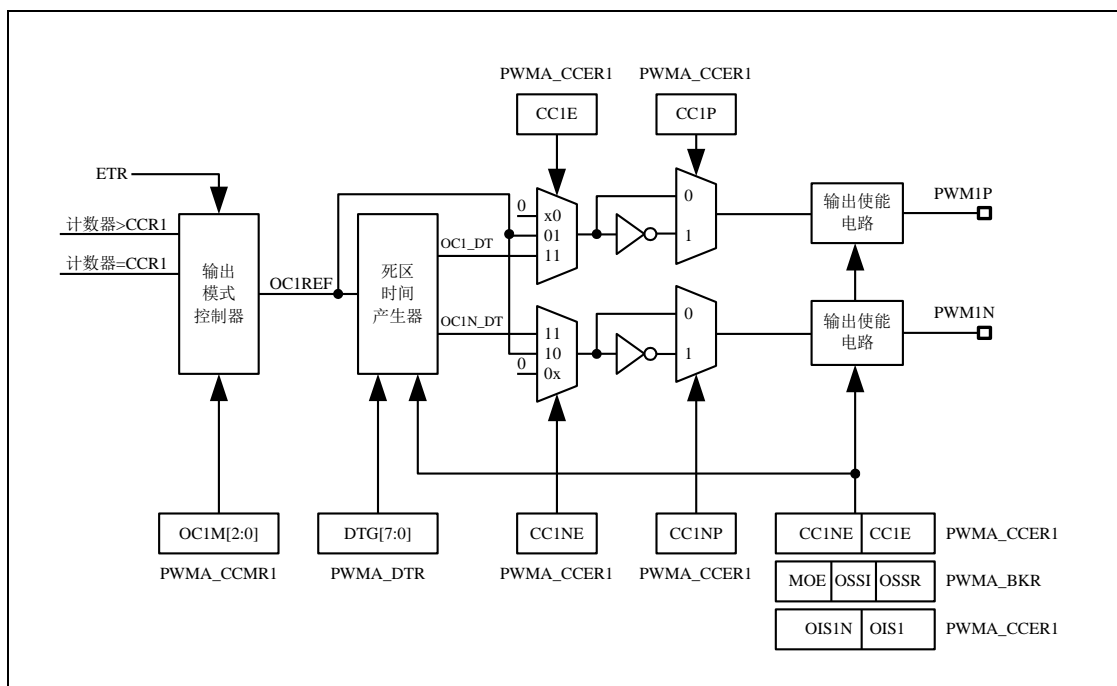 PWMA_CCER1 PWMA_CCER1
CC1E CC1P
ETR
计数器>CCR1
计数器=CCR1
输出
模式
控制器
OC1REF
死区
时间
产生器
OC1_DT
OC1N_DT
0
x0
01
11
0
1
输出使能
电路
PWM1P
11
10
0x
0
0
1
输出使能
电路
PWM1N
OC1M[2:0] DTG[7:0] CC1NE CC1NP
PWMA_CCMR1 PWMA_DTR PWMA_CCER1 PWMA_CCER1
CC1NE CC1E PWMA_CCER1
MOE OSSI OSSR PWMA_BKR
OIS1N OIS1 PWMA_CCER1